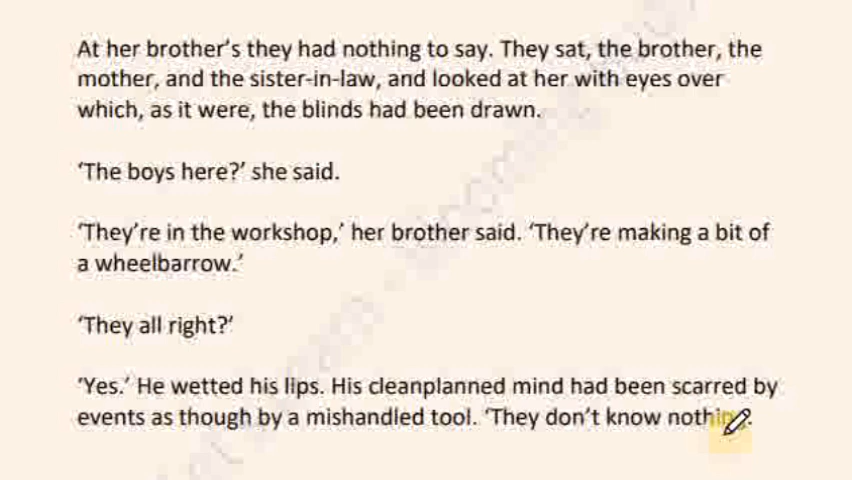 At her brother's they had nothing to say. They sat, the brother, the
mother, and the sister-in-law, and looked at her with eyes over
which, as it were, the blinds had been drawn.
‘The boys here?’ she said.
‘They’re in the workshop,’ her brother said. ‘They’re making a bit of
a wheelbarrow.’
‘They all right?’
‘Yes.’ He wetted his lips. His cleanplanned mind had been scarred by
events as though by a mishandled tool. ‘They don’t know